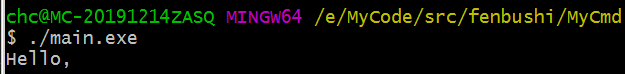 chc@MC-20191214ZASQ MINGW64 /e/MyCode/src/fenbushi/MyCmd
$ ./main.exe
Hello,